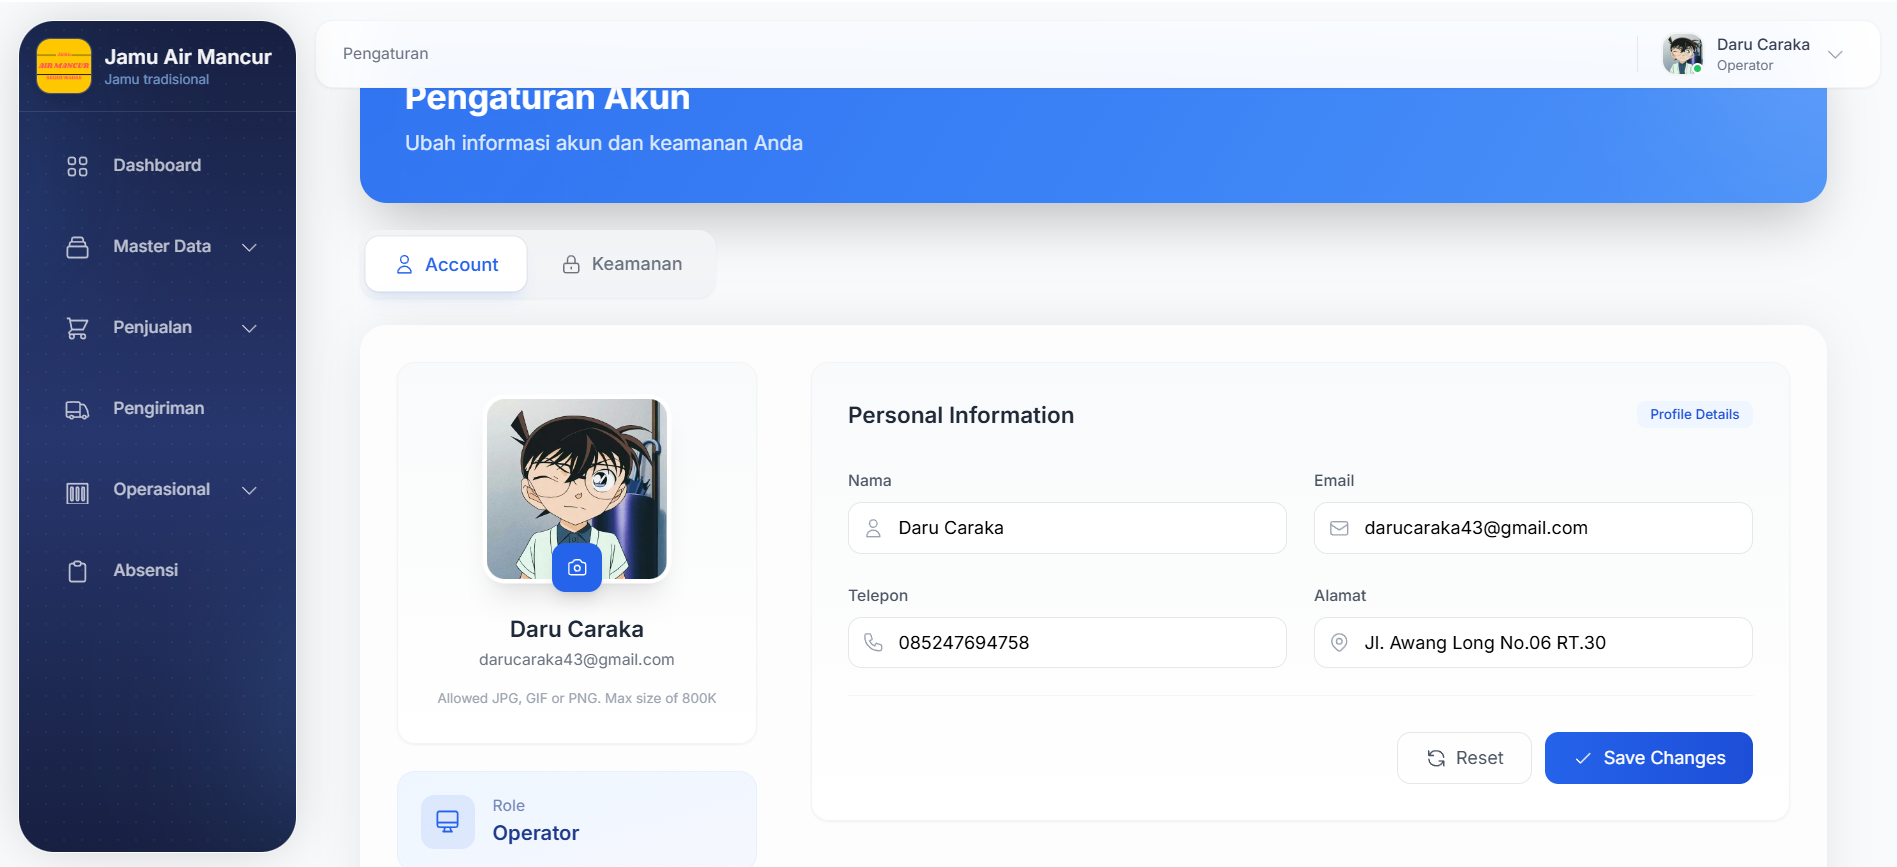 Jamu
AIR MANCUR
Jamu Air Mancur
Jamu tradisional
Dashboard
Master Data
Penjualan
Pengiriman
Operasional
Absensi
Pengaturan
Daru Caraka
Operator
Pengaturan Akun
Ubah informasi akun dan keamanan Anda
Account
Keamanan
Daru Caraka
darucaraka43@gmail.com
Allowed JPG, GIF or PNG. Max size of 800K
Role
Operator
Personal Information
Profile Details
Nama
Email
Daru Caraka
darucaraka43@gmail.com
Telepon
Alamat
085247694758
Jl. Awang Long No.06 RT.30
Reset
Save Changes